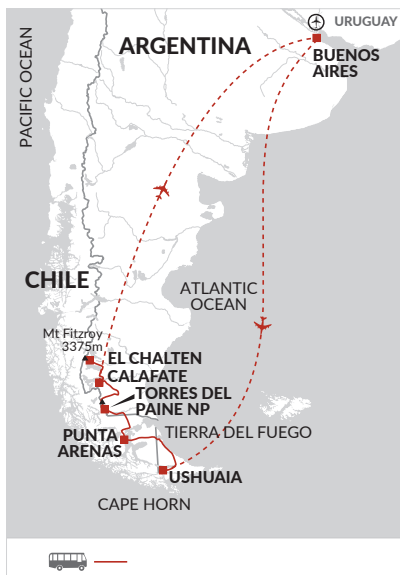 URUGUAY
ARGENTINA
BUENOS
AIRES
PACIFIC OCEAN
CHILE
ATLANTIC
OCEAN
Mt Fitzroy
3375m
EL CHALTEN
CALAFATE
TORRES DEL
PAINE NP
PUNTA
ARENAS
TIERRA DEL FUEGO
USHUAIA
CAPE HORN